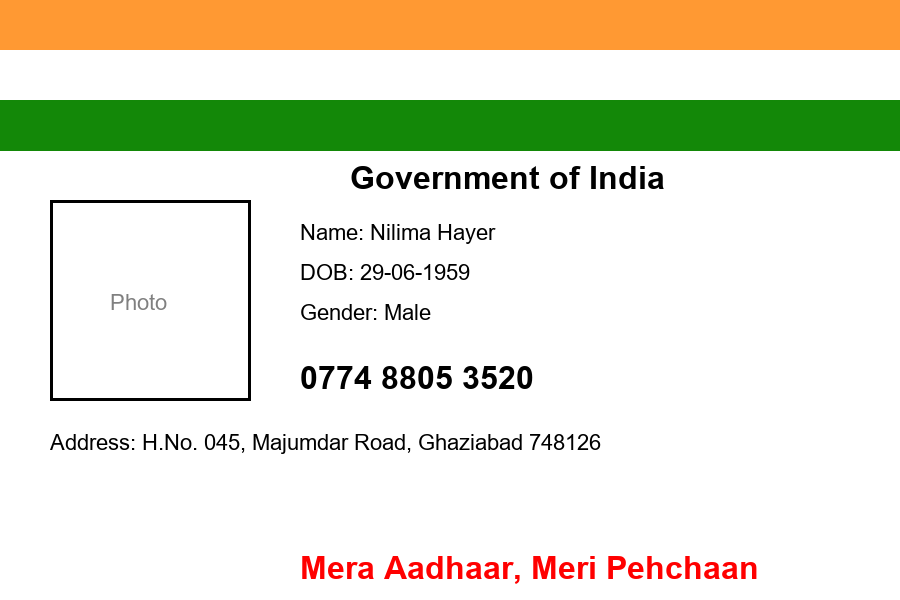 Government of India
Name: Nilima Hayer
DOB: 29-06-1959
Photo
Gender: Male
0774 8805 3520
Address: H.No. 045, Majumdar Road, Ghaziabad 748126
Mera Aadhaar, Meri Pehchaan